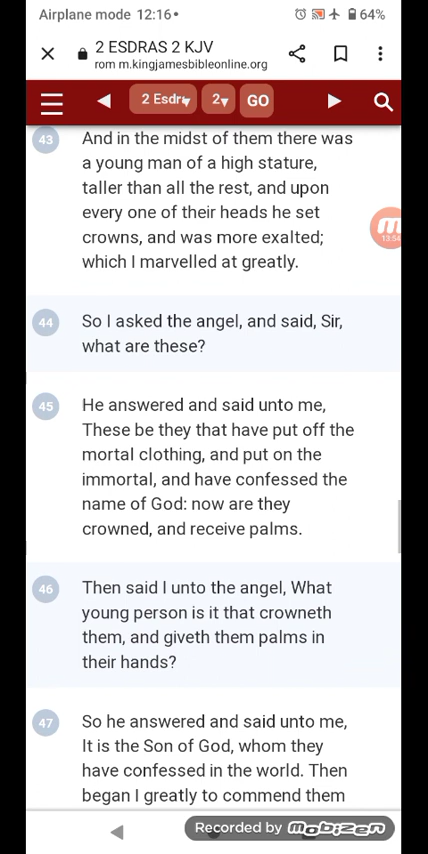 Airplane mode 12:16• 64%
2 ESDRAS 2 KJV
rom m.kingjamesbibleonline.org
2 Esdr 2 GO
43 And in the midst of them there was
a young man of a high stature,
taller than all the rest, and upon
every one of their heads he set
crowns, and was more exalted;
which I marvelled at greatly.
13:54
44 So I asked the angel, and said, Sir,
what are these?
45 He answered and said unto me,
These be they that have put off the
mortal clothing, and put on the
immortal, and have confessed the
name of God: now are they
crowned, and receive palms.
46 Then said I unto the angel, What
young person is it that crowneth
them, and giveth them palms in
their hands?
47 So he answered and said unto me,
It is the Son of God, whom they
have confessed in the world. Then
began I greatly to commend them
Recorded by mobizen